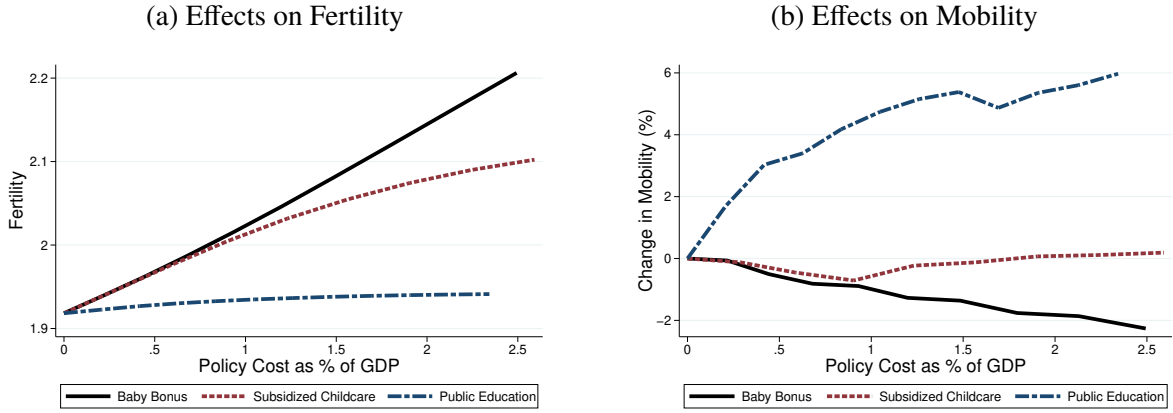 (a) Effects on Fertility
2.2
2.1
2
1.9
Fertility
0 .5 1 1.5 2 2.5
Policy Cost as % of GDP
Baby Bonus Subsidized Childcare Public Education
(b) Effects on Mobility
6
4
2
0
−2
Change in Mobility (%)
0 .5 1 1.5 2 2.5
Policy Cost as % of GDP
Baby Bonus Subsidized Childcare Public Education